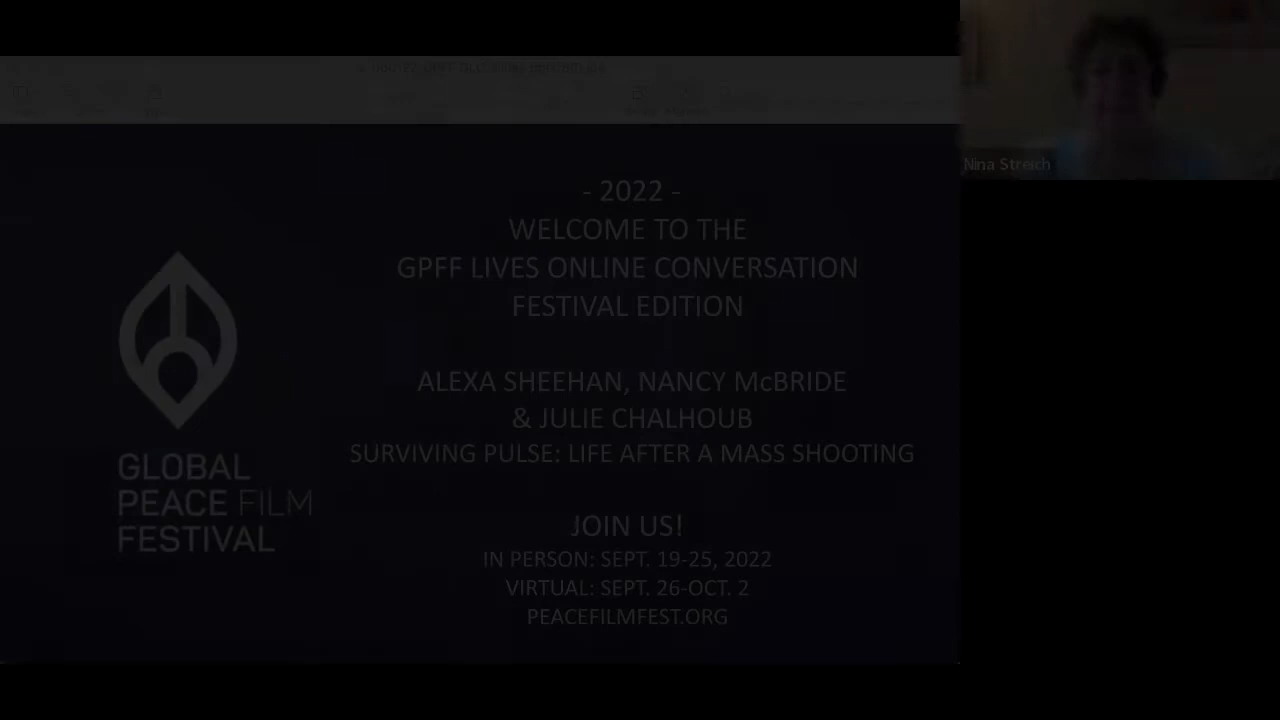 Nina Streich
- 2022 -
WELCOME TO THE
GPFF LIVES ONLINE CONVERSATION
FESTIVAL EDITION
ALEXA SHEEHAN, NANCY McBRIDE
& JULIE CHALHOUB
SURVIVING PULSE: LIFE AFTER A MASS SHOOTING
JOIN US!
IN PERSON: SEPT. 19-25, 2022
VIRTUAL: SEPT. 26-OCT. 2
PEACEFILMFEST.ORG
GLOBAL
PEACE FILM
FESTIVAL